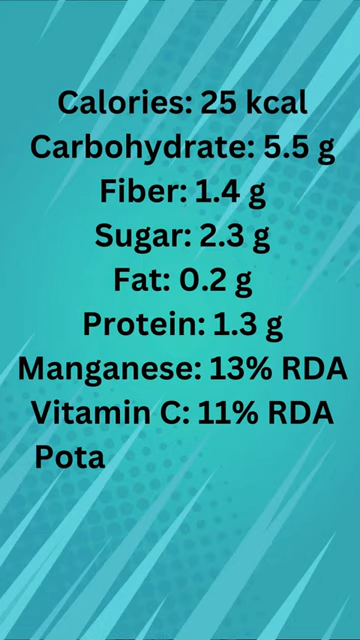 Calories: 25 kcal
Carbohydrate: 5.5 g
Fiber: 1.4 g
Sugar: 2.3 g
Fat: 0.2 g
Protein: 1.3 g
Manganese: 13% RDA
Vitamin C: 11% RDA
Pota